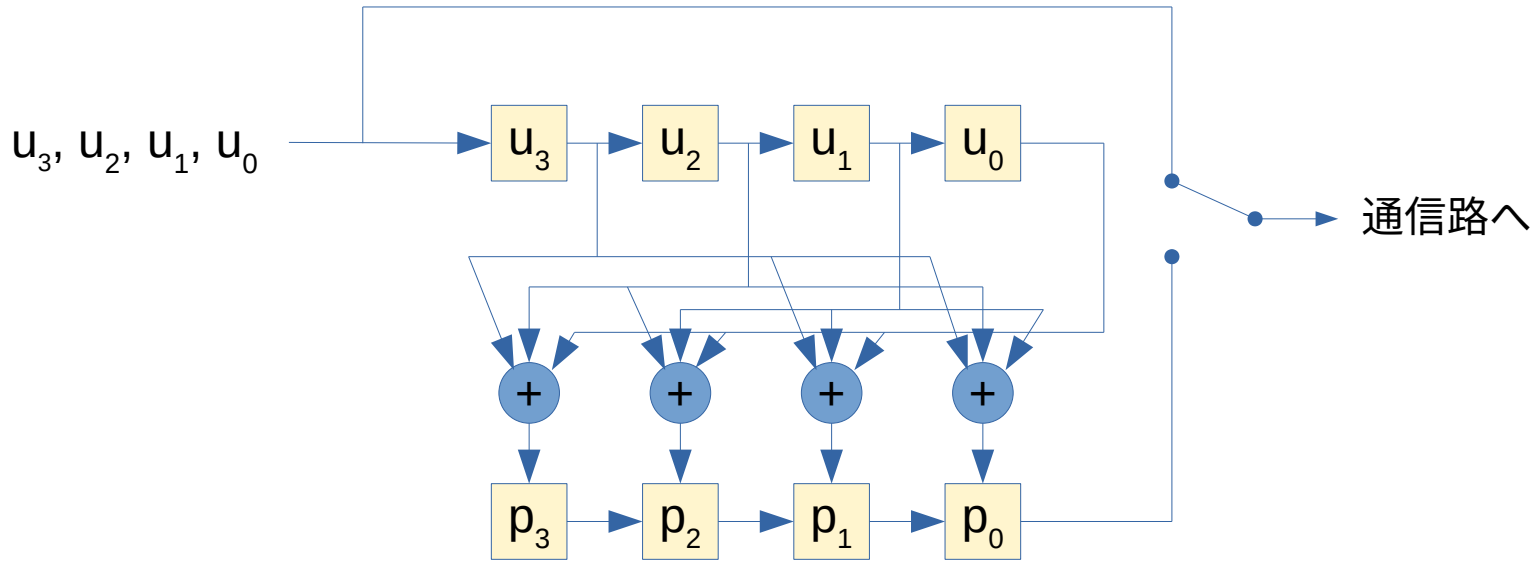 u₃, u₂, u₁, u₀
u₃
u₂
u₁
u₀
通信路へ
+
+
+
+
p₃
p₂
p₁
p₀